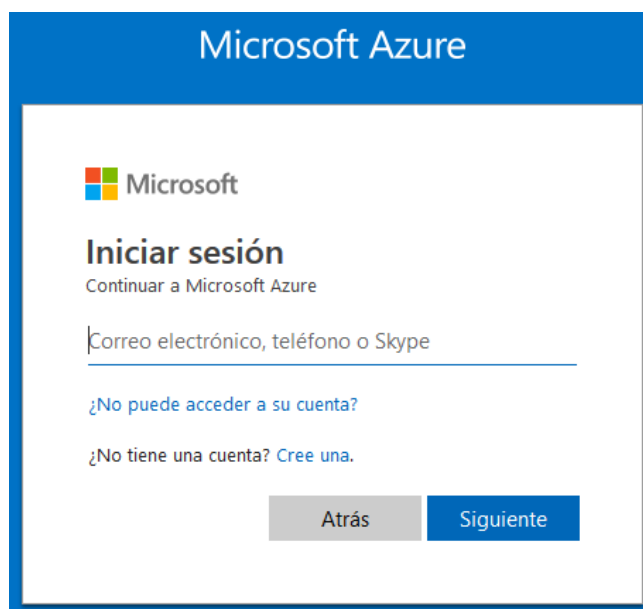 Microsoft Azure
Microsoft
Iniciar sesión
Continuar a Microsoft Azure
Correo electrónico, teléfono o Skype
¿No puede acceder a su cuenta?
¿No tiene una cuenta? Cree una.
Atrás Siguiente